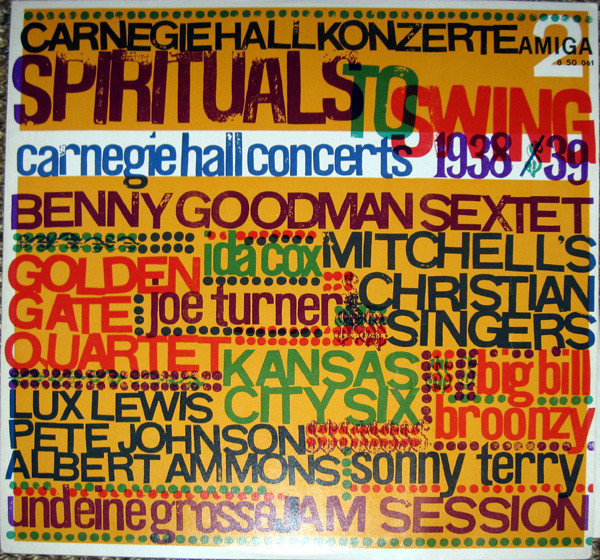 CARNEGIE HALL KONZERTE AMIGA
2
8 50 061
SPIRITUALS TO SWING
carnegie hall concerts 1938 39
BENNY GOODMAN SEXTET
ida cox
MITCHELL'S
CHRISTIAN
SINGERS
GOLDEN
GATE
QUARTET
joe turner
KANSAS
CITY SIX
big bill
broonzy
LUX LEWIS
PETE JOHNSON
ALBERT AMMONS
sonny terry
und eine grosse JAM SESSION